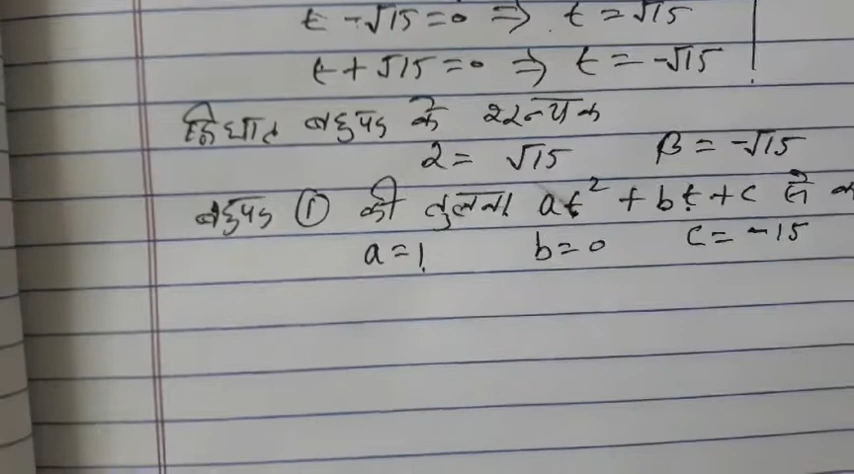 t - √15 = 0 ⇒ t = √15
t + √15 = 0 ⇒ t = -√15
द्विघात बहुपद के शून्यक
α = √15 β = -√15
बहुपद ① की तुलना at² + bt + c से
a = 1 b = 0 c = -15